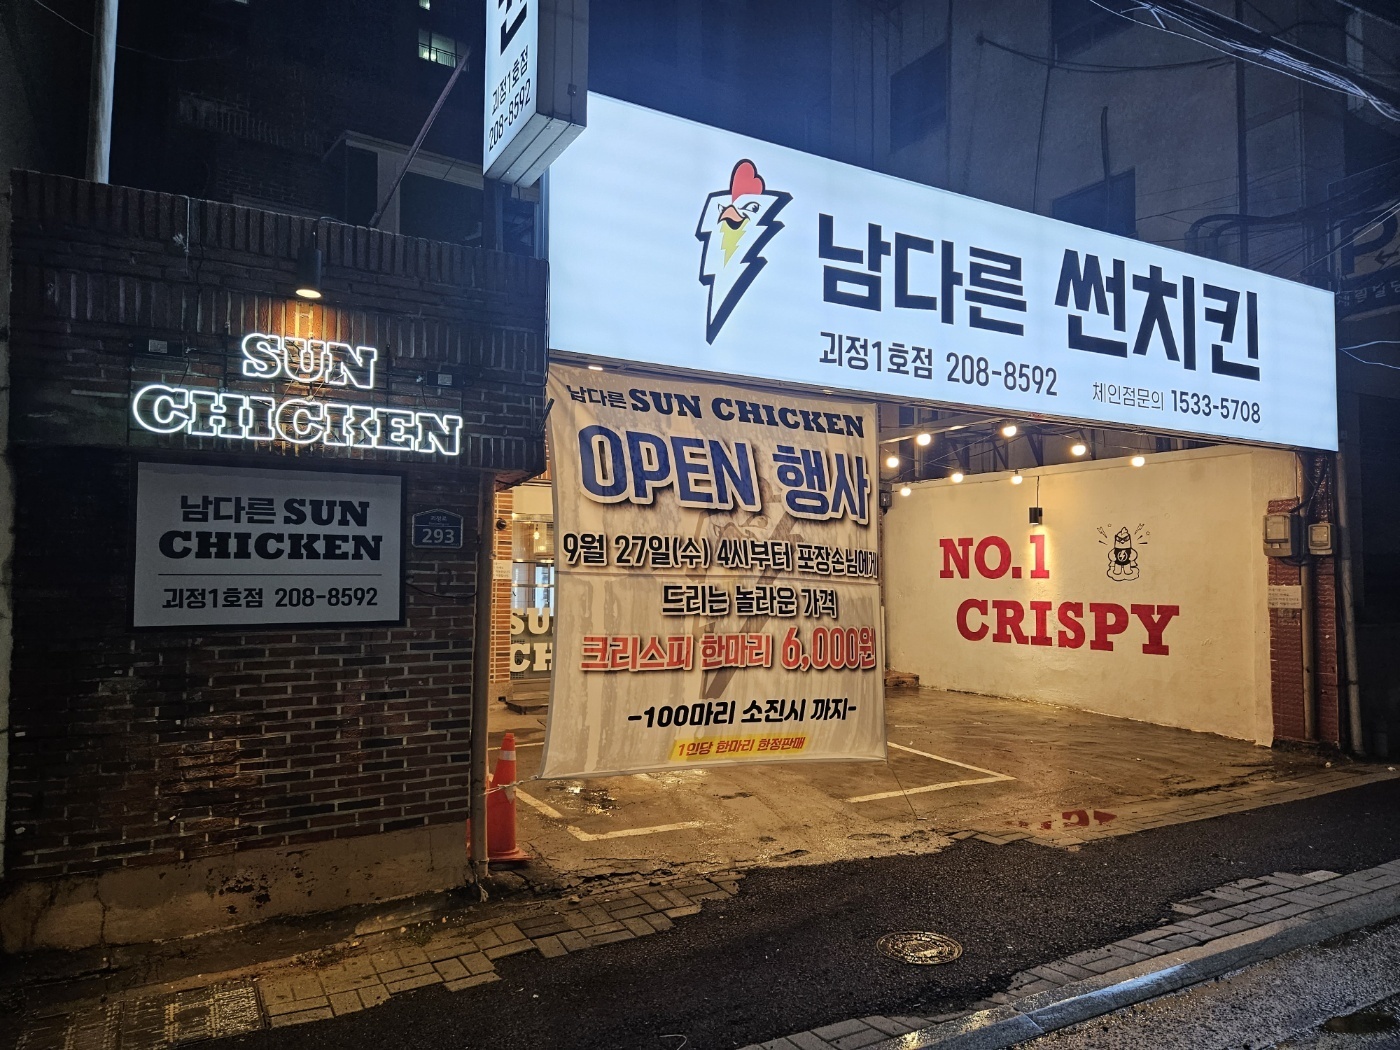 괴정1호점
208-8592
남다른 썬치킨
괴정1호점 208-8592
체인점문의 1533-5708
SUN
CHICKEN
남다른 SUN
CHICKEN
괴정1호점 208-8592
293
남다른 SUN CHICKEN
OPEN 행사
9월 27일(수) 4시부터 포장손님에게
드리는 놀라운 가격
크리스피 한마리 6,000원
-100마리 소진시 까지-
1인당 한마리 한정판매
SU
CH
NO.1
CRISPY